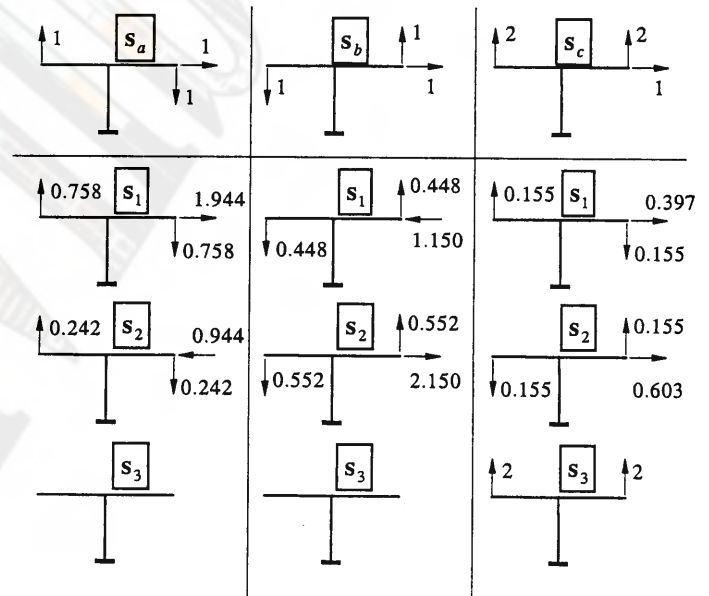 1 s_a 1 1
1 s_b 1 1
2 s_c 2 1
0.758 s_1 1.944 0.758
0.448 s_1 0.448 1.150
0.155 s_1 0.397 0.155
0.242 s_2 0.944 0.242
0.552 s_2 0.552 2.150
0.155 s_2 0.155 0.603
s_3
s_3
2 s_3 2